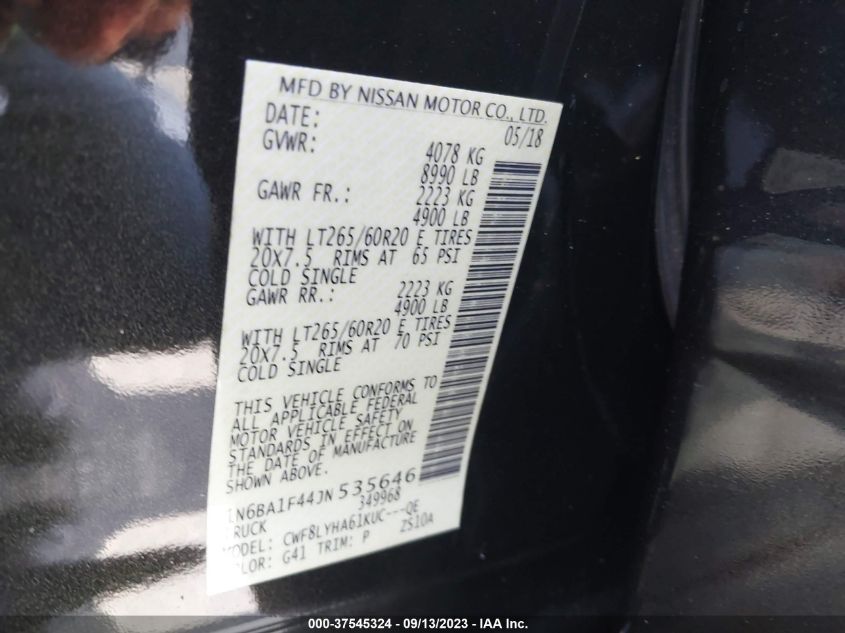 MFD BY NISSAN MOTOR CO., LTD.
DATE: 05/18
GVWR: 4078 KG
8990 LB
GAWR FR.: 2223 KG
4900 LB
WITH LT265/60R20 E TIRES
20X7.5 RIMS AT 65 PSI
COLD SINGLE
GAWR RR.: 2223 KG
4900 LB
WITH LT265/60R20 E TIRES
20X7.5 RIMS AT 70 PSI
COLD SINGLE
THIS VEHICLE CONFORMS TO
ALL APPLICABLE FEDERAL
MOTOR VEHICLE SAFETY
STANDARDS IN EFFECT ON
THE DATE OF MANUFACTURE
SHOWN ABOVE.
1N6BA1F44JN535646
TRUCK 349968
MODEL: CWF8LYHA61KUC---QE
COLOR: G41 TRIM: P ZS10A
000-37545324 - 09/13/2023 - IAA Inc.